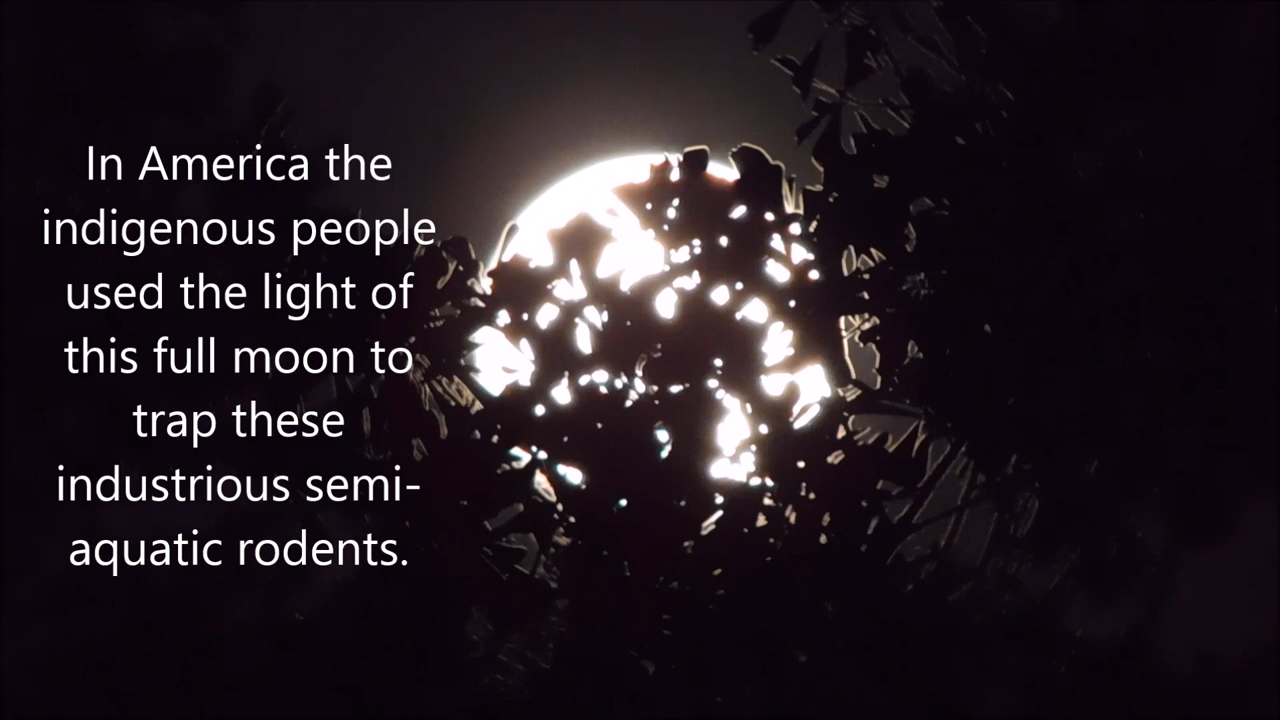 In America the
indigenous people
used the light of
this full moon to
trap these
industrious semi-
aquatic rodents.